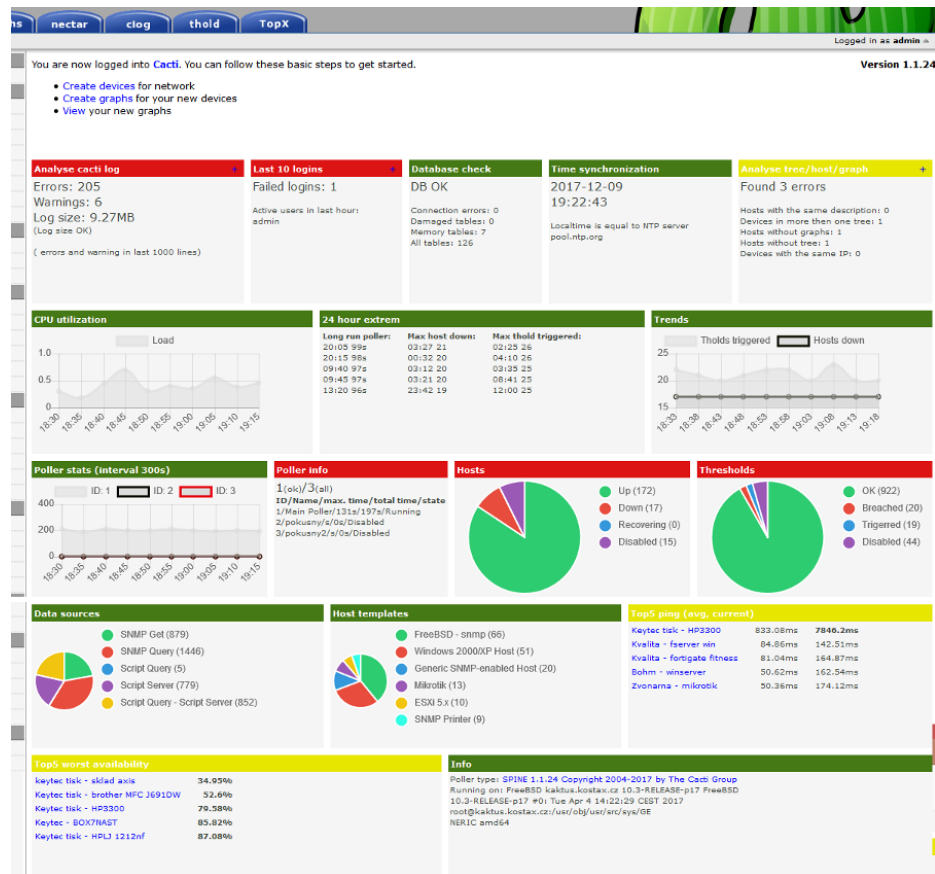 ns nectar clog thold TopX
Logged in as admin
You are now logged into Cacti. You can follow these basic steps to get started.
Version 1.1.24
• Create devices for network
• Create graphs for your new devices
• View your new graphs
Analyse cacti log +
Errors: 205
Warnings: 6
Log size: 9.27MB
(Log size OK)
( errors and warning in last 1000 lines)
Last 10 logins +
Failed logins: 1
Active users in last hour:
admin
Database check
DB OK
Connection errors: 0
Damaged tables: 0
Memory tables: 7
All tables: 126
Time synchronization
2017-12-09
19:22:43
Localtime is equal to NTP server
pool.ntp.org
Analyse tree/host/graph +
Found 3 errors
Hosts with the same description: 0
Devices in more then one tree: 1
Hosts without graphs: 1
Hosts without tree: 1
Devices with the same IP: 0
CPU utilization
Load
1.0
0.5
0
18:30 18:35 18:40 18:45 18:50 18:55 19:00 19:05 19:10 19:15
24 hour extrem
Long run poller: Max host down: Max thold triggered:
20:05 99s 03:27 21 02:25 26
20:15 98s 00:32 20 04:10 26
09:40 97s 03:12 20 03:35 25
09:45 97s 03:21 20 08:41 25
13:20 96s 23:42 19 12:00 25
Trends
Tholds triggered Hosts down
25
20
15
18:33 18:38 18:43 18:48 18:53 18:58 19:03 19:08 19:13 19:18
Poller stats (interval 300s)
ID: 1 ID: 2 ID: 3
400
200
0
18:30 18:35 18:40 18:45 18:50 18:55 19:00 19:05 19:10 19:15
Poller info
1(ok)/3(all)
ID/Name/max. time/total time/state
1/Main Poller/131s/197s/Running
2/pokusny/s/0s/Disabled
3/pokusny2/s/0s/Disabled
Hosts
Up (172)
Down (17)
Recovering (0)
Disabled (15)
Thresholds
OK (922)
Breached (20)
Trigerred (19)
Disabled (44)
Data sources
SNMP Get (879)
SNMP Query (1446)
Script Query (5)
Script Server (779)
Script Query - Script Server (852)
Host templates
FreeBSD - snmp (66)
Windows 2000/XP Host (51)
Generic SNMP-enabled Host (20)
Mikrotik (13)
ESXI 5.x (10)
SNMP Printer (9)
Top5 ping (avg, current)
Keytec tisk - HP3300 833.08ms 7846.2ms
Kvalita - fserver win 84.86ms 142.51ms
Kvalita - fortigate fitness 81.04ms 164.87ms
Bohm - winserver 50.62ms 162.54ms
Zvonarna - mikrotik 50.36ms 174.12ms
Top5 worst availability
keytec tisk - sklad axis 34.95%
Keytec tisk - brother MFC J691DW 52.6%
Keytec tisk - HP3300 79.58%
Keytec - BOX7NAST 85.82%
Keytec tisk - HPLJ 1212nf 87.08%
Info
Poller type: SPINE 1.1.24 Copyright 2004-2017 by The Cacti Group
Running on: FreeBSD kaktus.kostax.cz 10.3-RELEASE-p17 FreeBSD
10.3-RELEASE-p17 #0: Tue Apr 4 14:22:29 CEST 2017
root@kaktus.kostax.cz:/usr/obj/usr/src/sys/GE
NERIC amd64